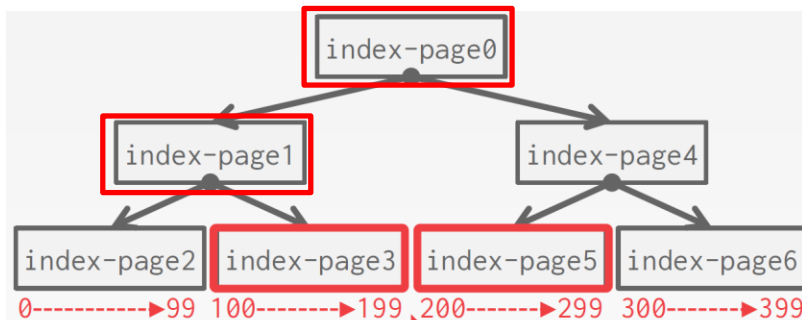 index-page0
index-page1 index-page4
index-page2 index-page3 index-page5 index-page6
0----------►99 100-------►199 200-------►299 300-------►399